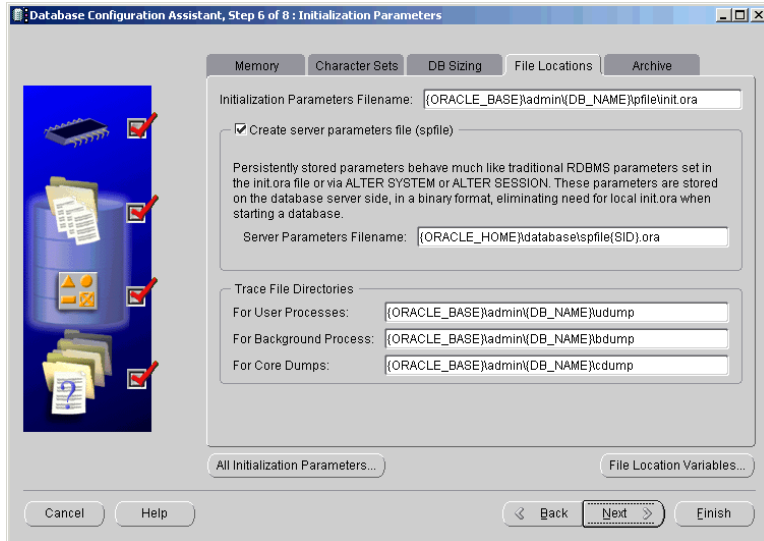 Database Configuration Assistant, Step 6 of 8 : Initialization Parameters
Memory Character Sets DB Sizing File Locations Archive
Initialization Parameters Filename: {ORACLE_BASE}\admin\{DB_NAME}\pfile\init.ora
Create server parameters file (spfile)
Persistently stored parameters behave much like traditional RDBMS parameters set in
the init.ora file or via ALTER SYSTEM or ALTER SESSION. These parameters are stored
on the database server side, in a binary format, eliminating need for local init.ora when
starting a database.
Server Parameters Filename: {ORACLE_HOME}\database\spfile{SID}.ora
Trace File Directories
For User Processes: {ORACLE_BASE}\admin\{DB_NAME}\udump
For Background Process: {ORACLE_BASE}\admin\{DB_NAME}\bdump
For Core Dumps: {ORACLE_BASE}\admin\{DB_NAME}\cdump
?
All Initialization Parameters... File Location Variables...
Cancel Help Back Next Finish